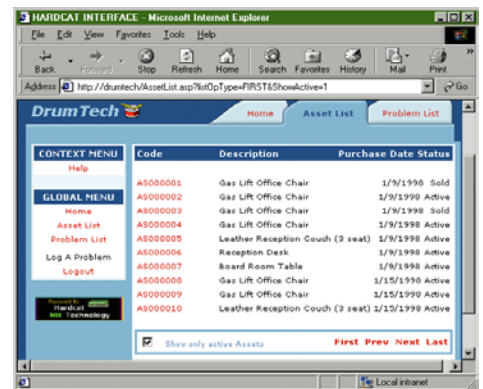 HARDCAT INTERFACE - Microsoft Internet Explorer
File Edit View Favorites Tools Help
Back Forward Stop Refresh Home Search Favorites History Mail Print
Address http://drumtech/AssetList.asp?listOpType=FIRST&ShowActive=1 Go
DrumTech Home Asset List Problem List
CONTEXT MENU
Help
GLOBAL MENU
Home
Asset List
Problem List
Log A Problem
Logout
Powered By
Hardcat
Technology
Code Description Purchase Date Status
AS000001 Gas Lift Office Chair 1/9/1998 Sold
AS000002 Gas Lift Office Chair 1/9/1998 Active
AS000003 Gas Lift Office Chair 1/9/1998 Sold
AS000004 Gas Lift Office Chair 1/9/1998 Active
AS000005 Leather Reception Couch (3 seat) 1/9/1998 Active
AS000006 Reception Desk 1/9/1998 Active
AS000007 Board Room Table 1/9/1998 Active
AS000008 Gas Lift Office Chair 1/15/1998 Active
AS000009 Gas Lift Office Chair 1/15/1998 Active
AS000010 Leather Reception Couch (3 seat) 1/15/1998 Active
Show only active Assets First Prev Next Last
Local intranet